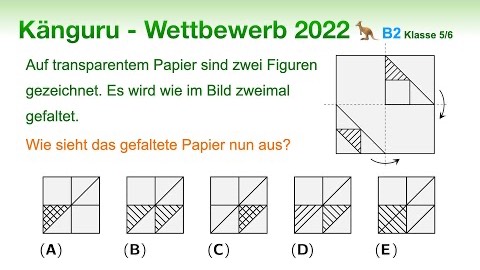 Känguru - Wettbewerb 2022 B2 Klasse 5/6
Auf transparentem Papier sind zwei Figuren
gezeichnet. Es wird wie im Bild zweimal
gefaltet.
Wie sieht das gefaltete Papier nun aus?
(A) (B) (C) (D) (E)